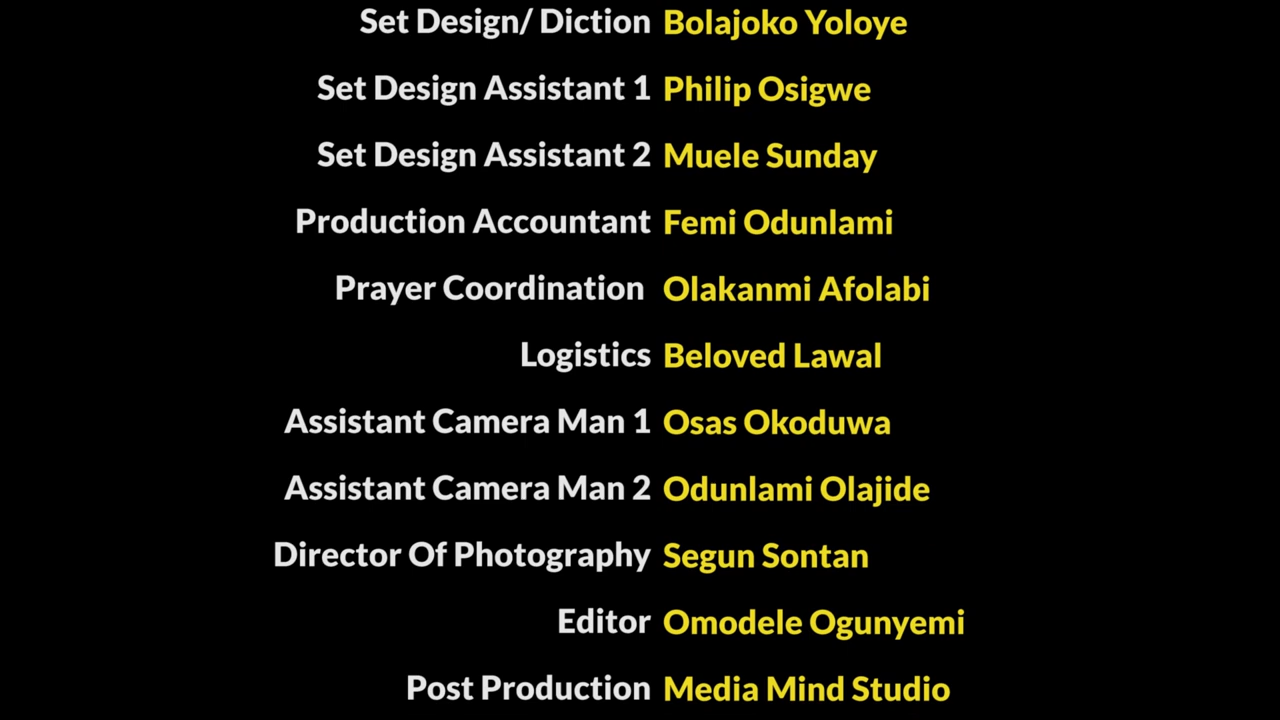 Set Design/ Diction Bolajoko Yoloye
Set Design Assistant 1 Philip Osigwe
Set Design Assistant 2 Muele Sunday
Production Accountant Femi Odunlami
Prayer Coordination Olakanmi Afolabi
Logistics Beloved Lawal
Assistant Camera Man 1 Osas Okoduwa
Assistant Camera Man 2 Odunlami Olajide
Director Of Photography Segun Sontan
Editor Omodele Ogunyemi
Post Production Media Mind Studio